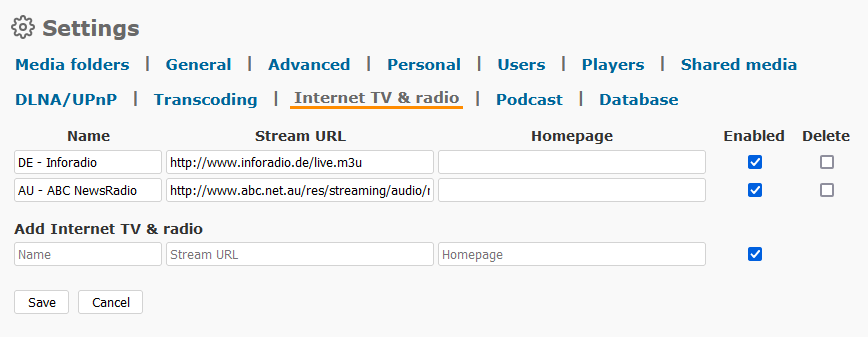 Settings
Media folders | General | Advanced | Personal | Users | Players | Shared media
DLNA/UPnP | Transcoding | Internet TV & radio | Podcast | Database
Name Stream URL Homepage Enabled Delete
DE - Inforadio http://www.inforadio.de/live.m3u
AU - ABC NewsRadio http://www.abc.net.au/res/streaming/audio/
Add Internet TV & radio
Name Stream URL Homepage
Save Cancel